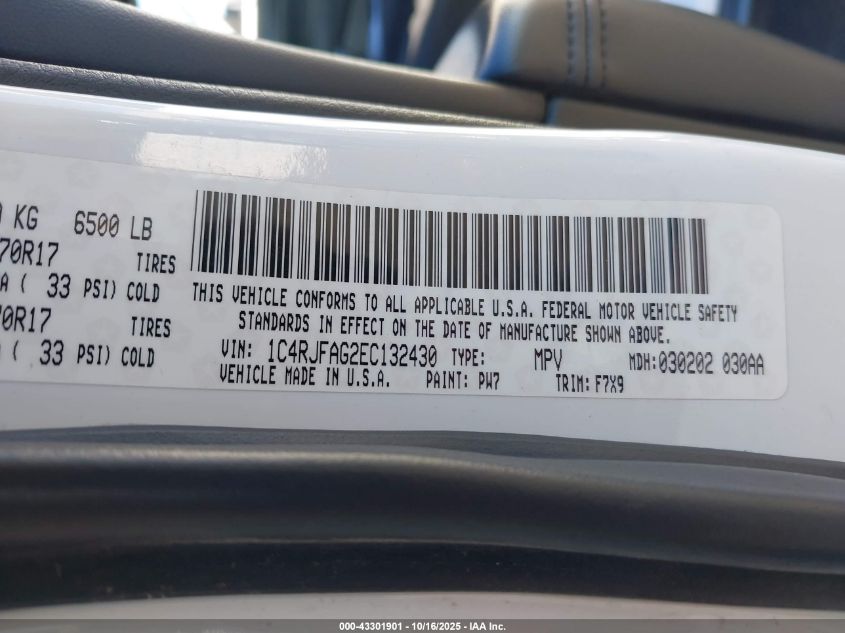 KG 6500 LB
70R17 TIRES
A ( 33 PSI) COLD
70R17 TIRES
( 33 PSI) COLD
THIS VEHICLE CONFORMS TO ALL APPLICABLE U.S.A. FEDERAL MOTOR VEHICLE SAFETY
STANDARDS IN EFFECT ON THE DATE OF MANUFACTURE SHOWN ABOVE.
VIN: 1C4RJFAG2EC132430 TYPE: MPV MDH:030202 030AA
VEHICLE MADE IN U.S.A. PAINT: PW7 TRIM: F7X9
000-43301901 - 10/16/2025 - IAA Inc.